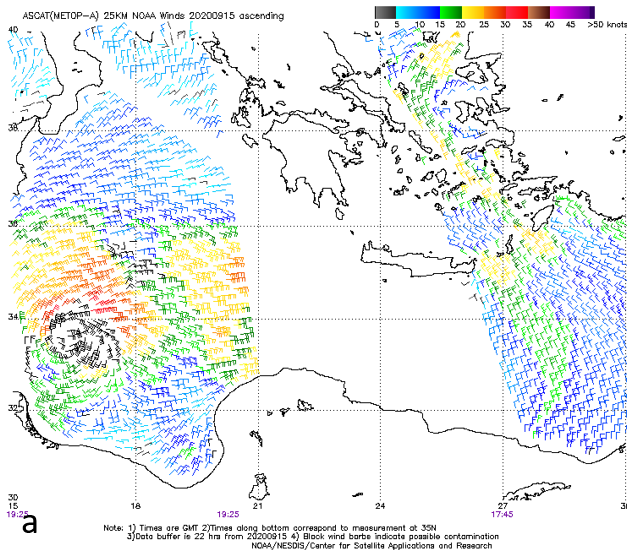 ASCAT(METOP-A) 25KM NOAA Winds 20200915 ascending
0 5 10 15 20 25 30 35 40 45 50 knots
40
38
36
34
32
30
15 18 21 24 27 30
19:25 19:25 17:45
a
Note: 1) Times are GMT 2)Times along bottom correspond to measurement at 35N
3)Data buffer is 22 hrs from 20200915 4) Black wind barbs indicate possible contamination
NOAA/NESDIS/Center for Satellite Applications and Research